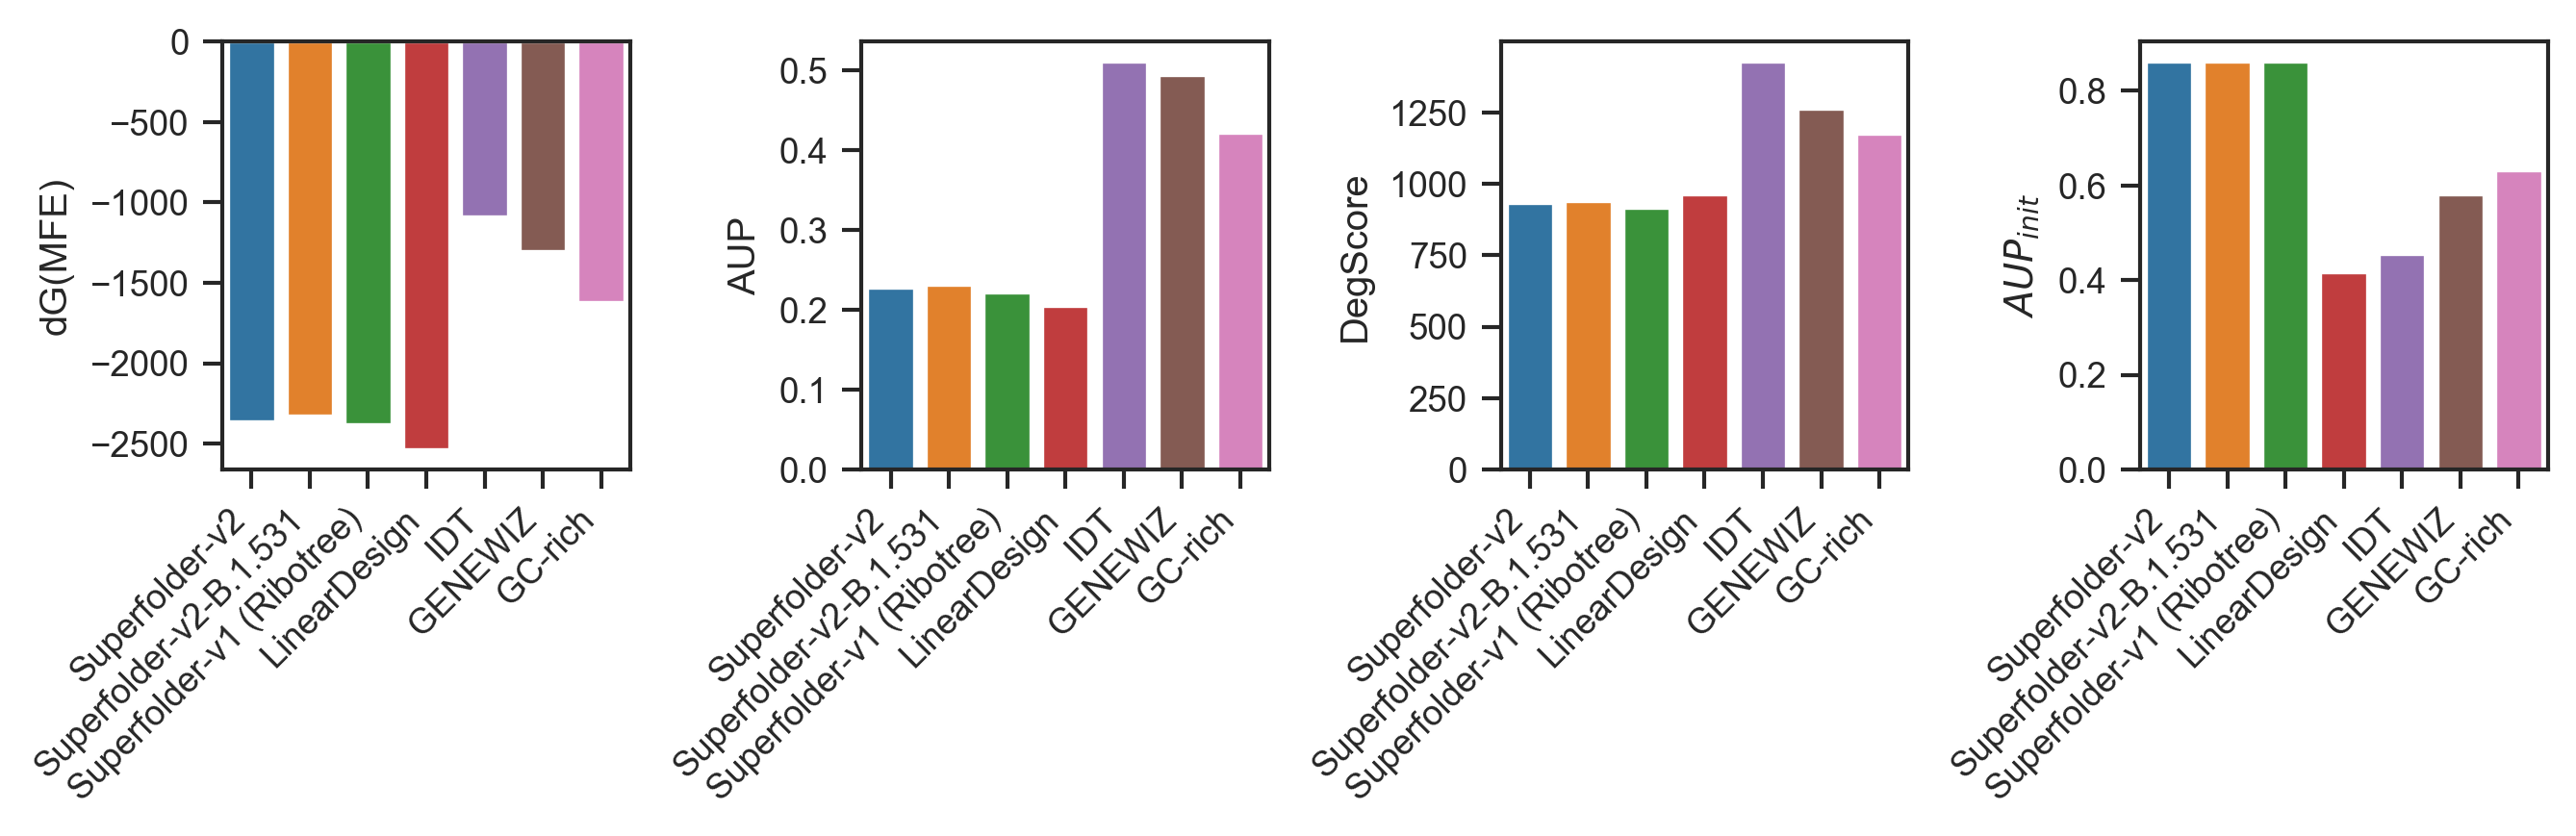 dG(MFE)
0
−500
−1000
−1500
−2000
−2500
Superfolder-v2
Superfolder-v2-B.1.531
Superfolder-v1 (Ribotree)
LinearDesign
IDT
GENEWIZ
GC-rich
AUP
0.5
0.4
0.3
0.2
0.1
0.0
Superfolder-v2
Superfolder-v2-B.1.531
Superfolder-v1 (Ribotree)
LinearDesign
IDT
GENEWIZ
GC-rich
DegScore
1250
1000
750
500
250
0
Superfolder-v2
Superfolder-v2-B.1.531
Superfolder-v1 (Ribotree)
LinearDesign
IDT
GENEWIZ
GC-rich
AUP_init
0.8
0.6
0.4
0.2
0.0
Superfolder-v2
Superfolder-v2-B.1.531
Superfolder-v1 (Ribotree)
LinearDesign
IDT
GENEWIZ
GC-rich